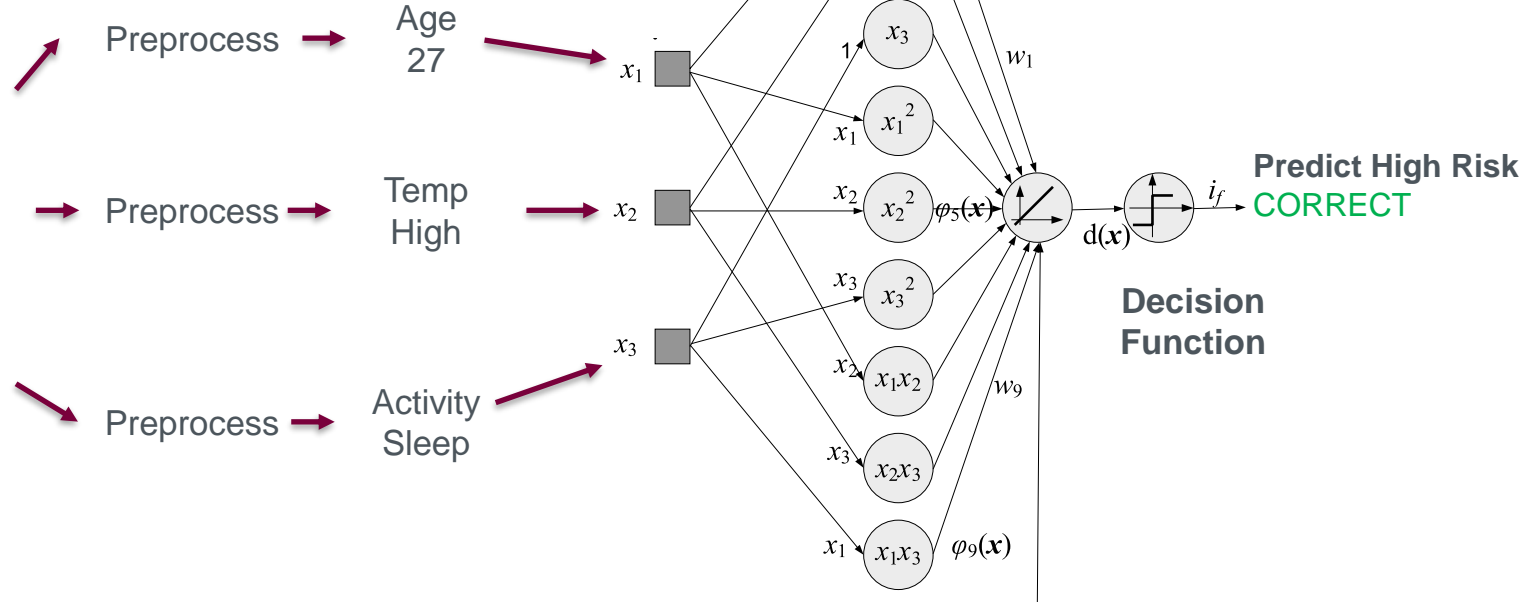 Preprocess
Age
27
x₁
1
x₃
w₁
x₁
x₁²
Preprocess
Temp
High
x₂
x₂
x₂²
φ₅(x)
d(x)
i_f
Predict High Risk
CORRECT
Decision
Function
x₃
x₃²
x₃
Preprocess
Activity
Sleep
x₂
x₁x₂
w₉
x₃
x₂x₃
x₁
x₁x₃
φ₉(x)